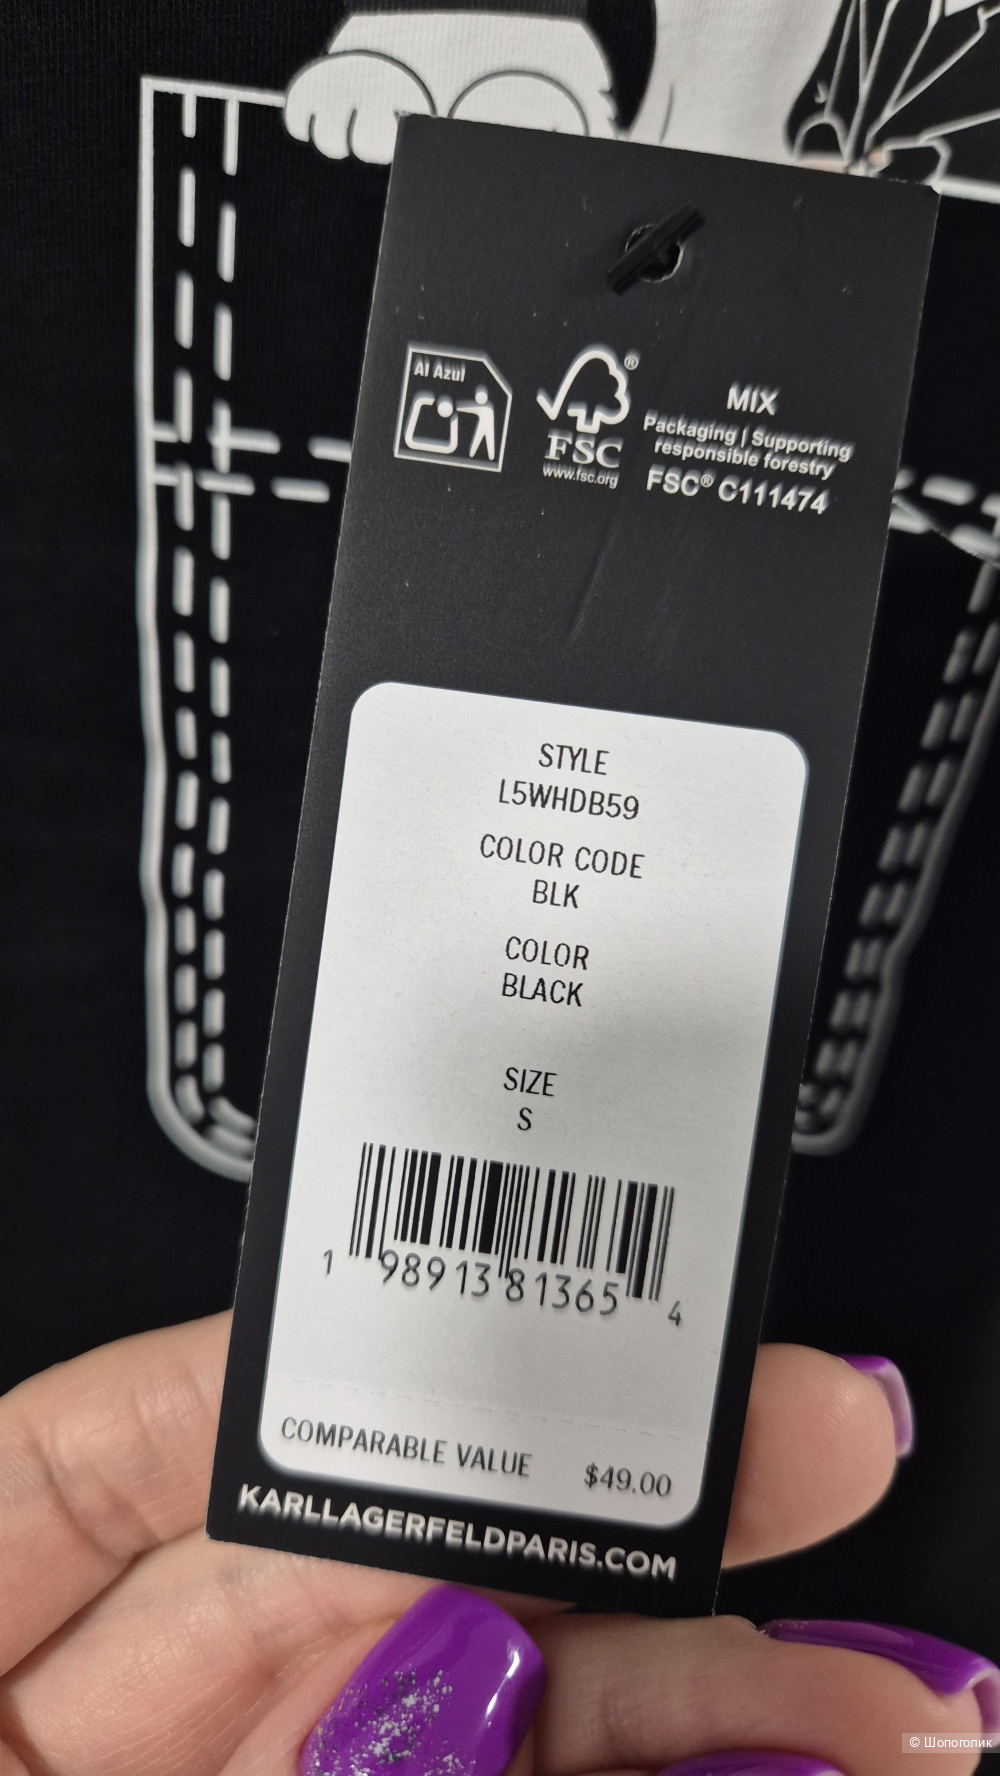 Al Azul
®
FSC
www.fsc.org
MIX
Packaging | Supporting
responsible forestry
FSC® C111474
STYLE
L5WHDB59
COLOR CODE
BLK
COLOR
BLACK
SIZE
S
1 98913 81365 4
COMPARABLE VALUE $49.00
KARLLAGERFELDPARIS.COM
© Шопоголик